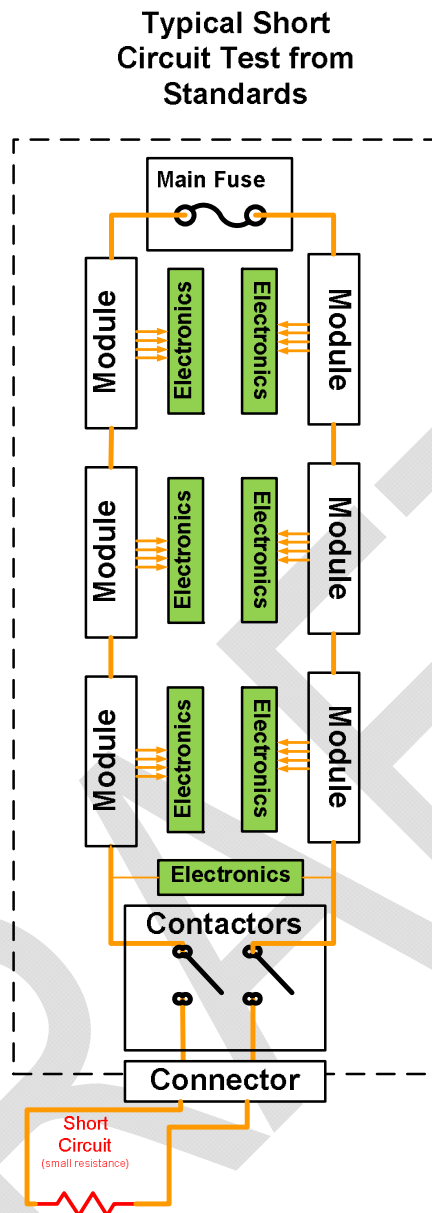 Typical Short
Circuit Test from
Standards
Main Fuse
Module
Electronics
Electronics
Module
Module
Electronics
Electronics
Module
Module
Electronics
Electronics
Module
Electronics
Contactors
Connector
Short
Circuit
(small resistance)